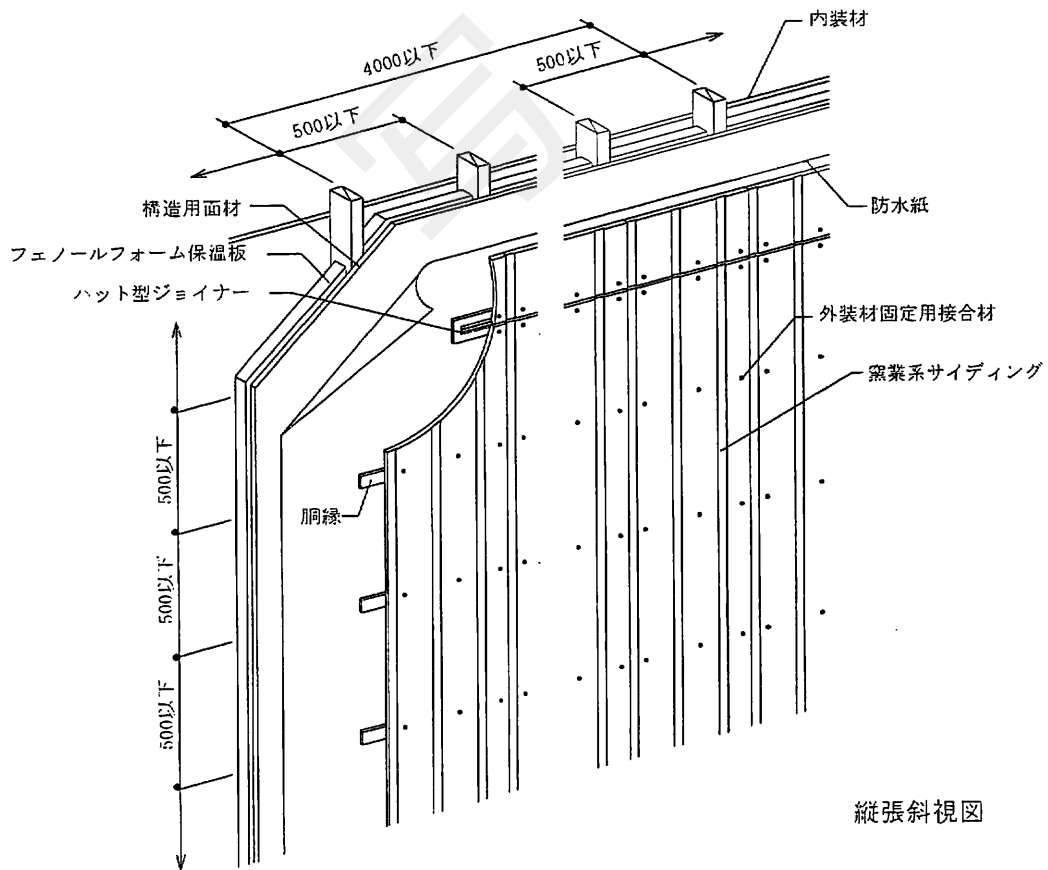 内装材
4000以下
500以下
500以下
構造用面材
防水紙
フェノールフォーム保温板
ハット型ジョイナー
外装材固定用接合材
窯業系サイディング
500以下
胴縁
500以下
500以下
縦張斜視図
写